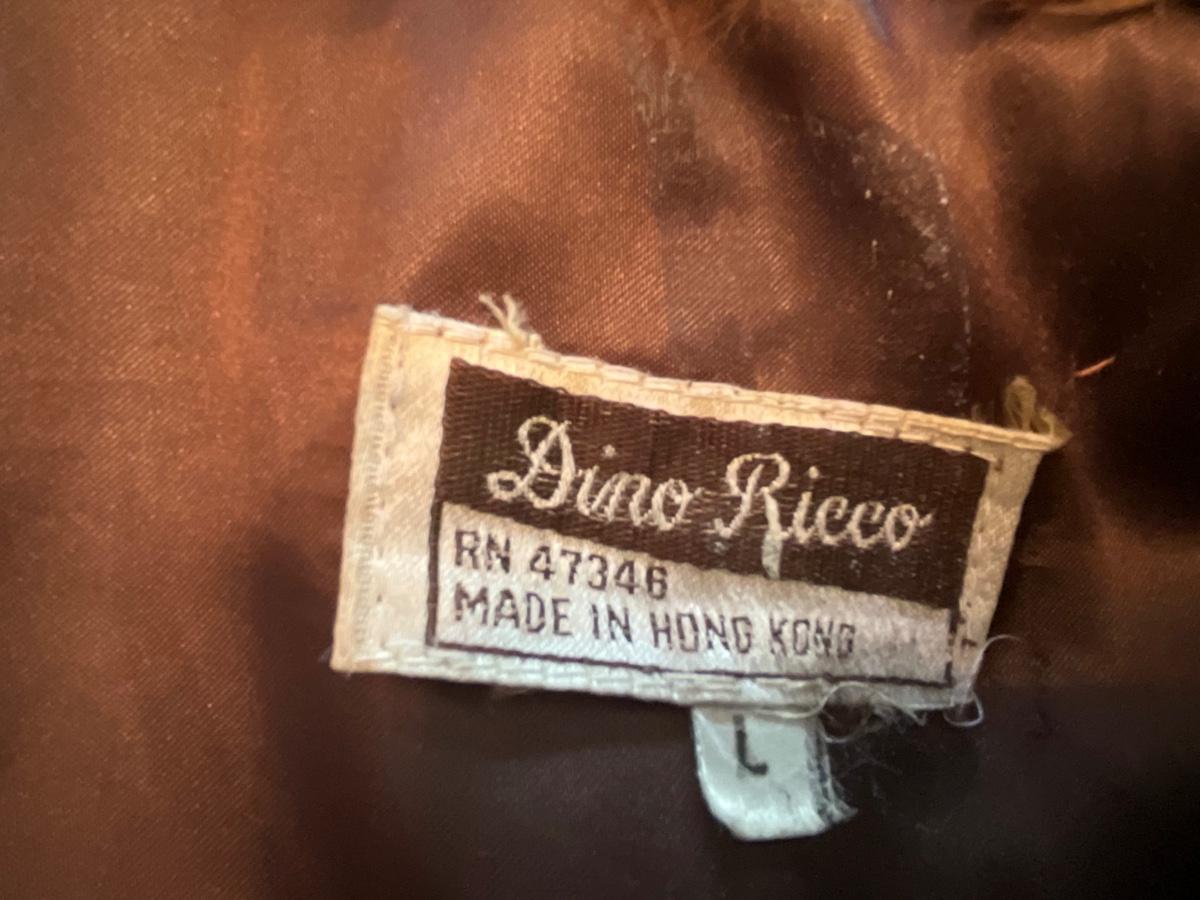 Dino Ricco
RN 47346
MADE IN HONG KONG
L